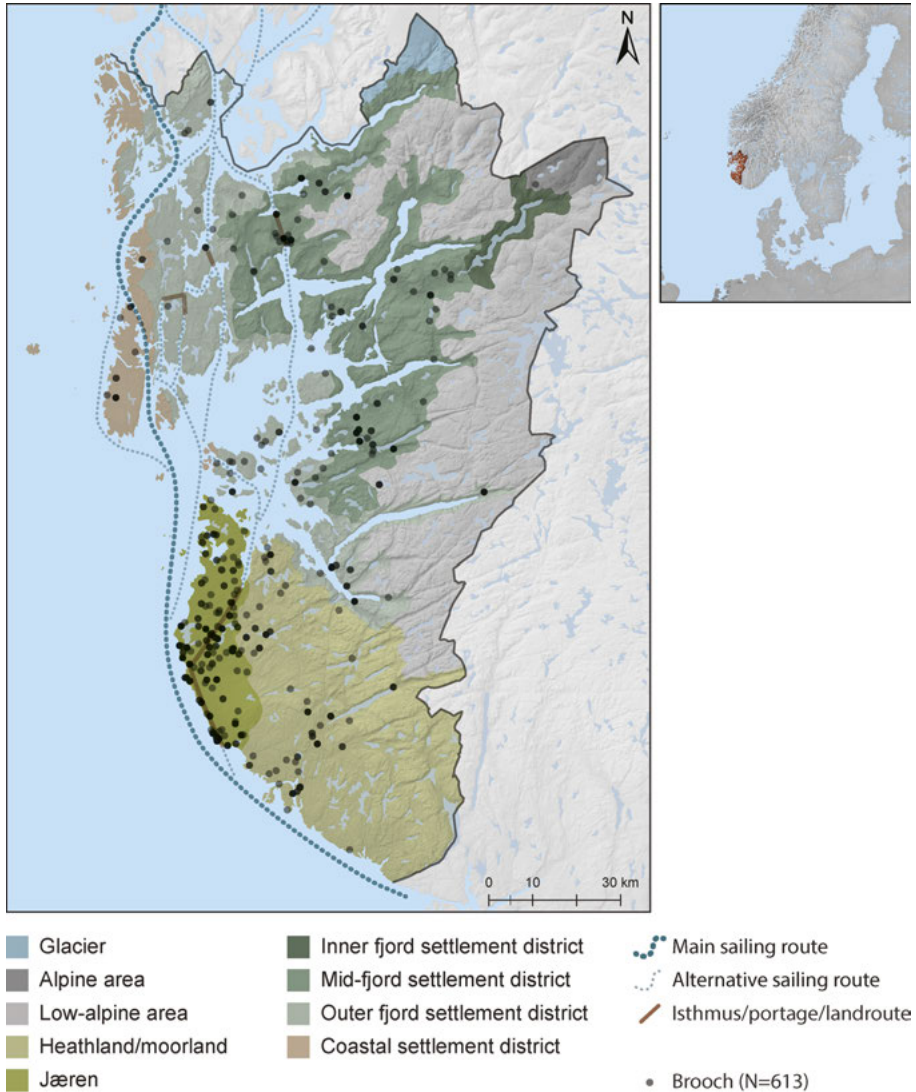 N
0 10 30 km
Glacier
Alpine area
Low-alpine area
Heathland/moorland
Jæren
Inner fjord settlement district
Mid-fjord settlement district
Outer fjord settlement district
Coastal settlement district
Main sailing route
Alternative sailing route
Isthmus/portage/landroute
Brooch (N=613)